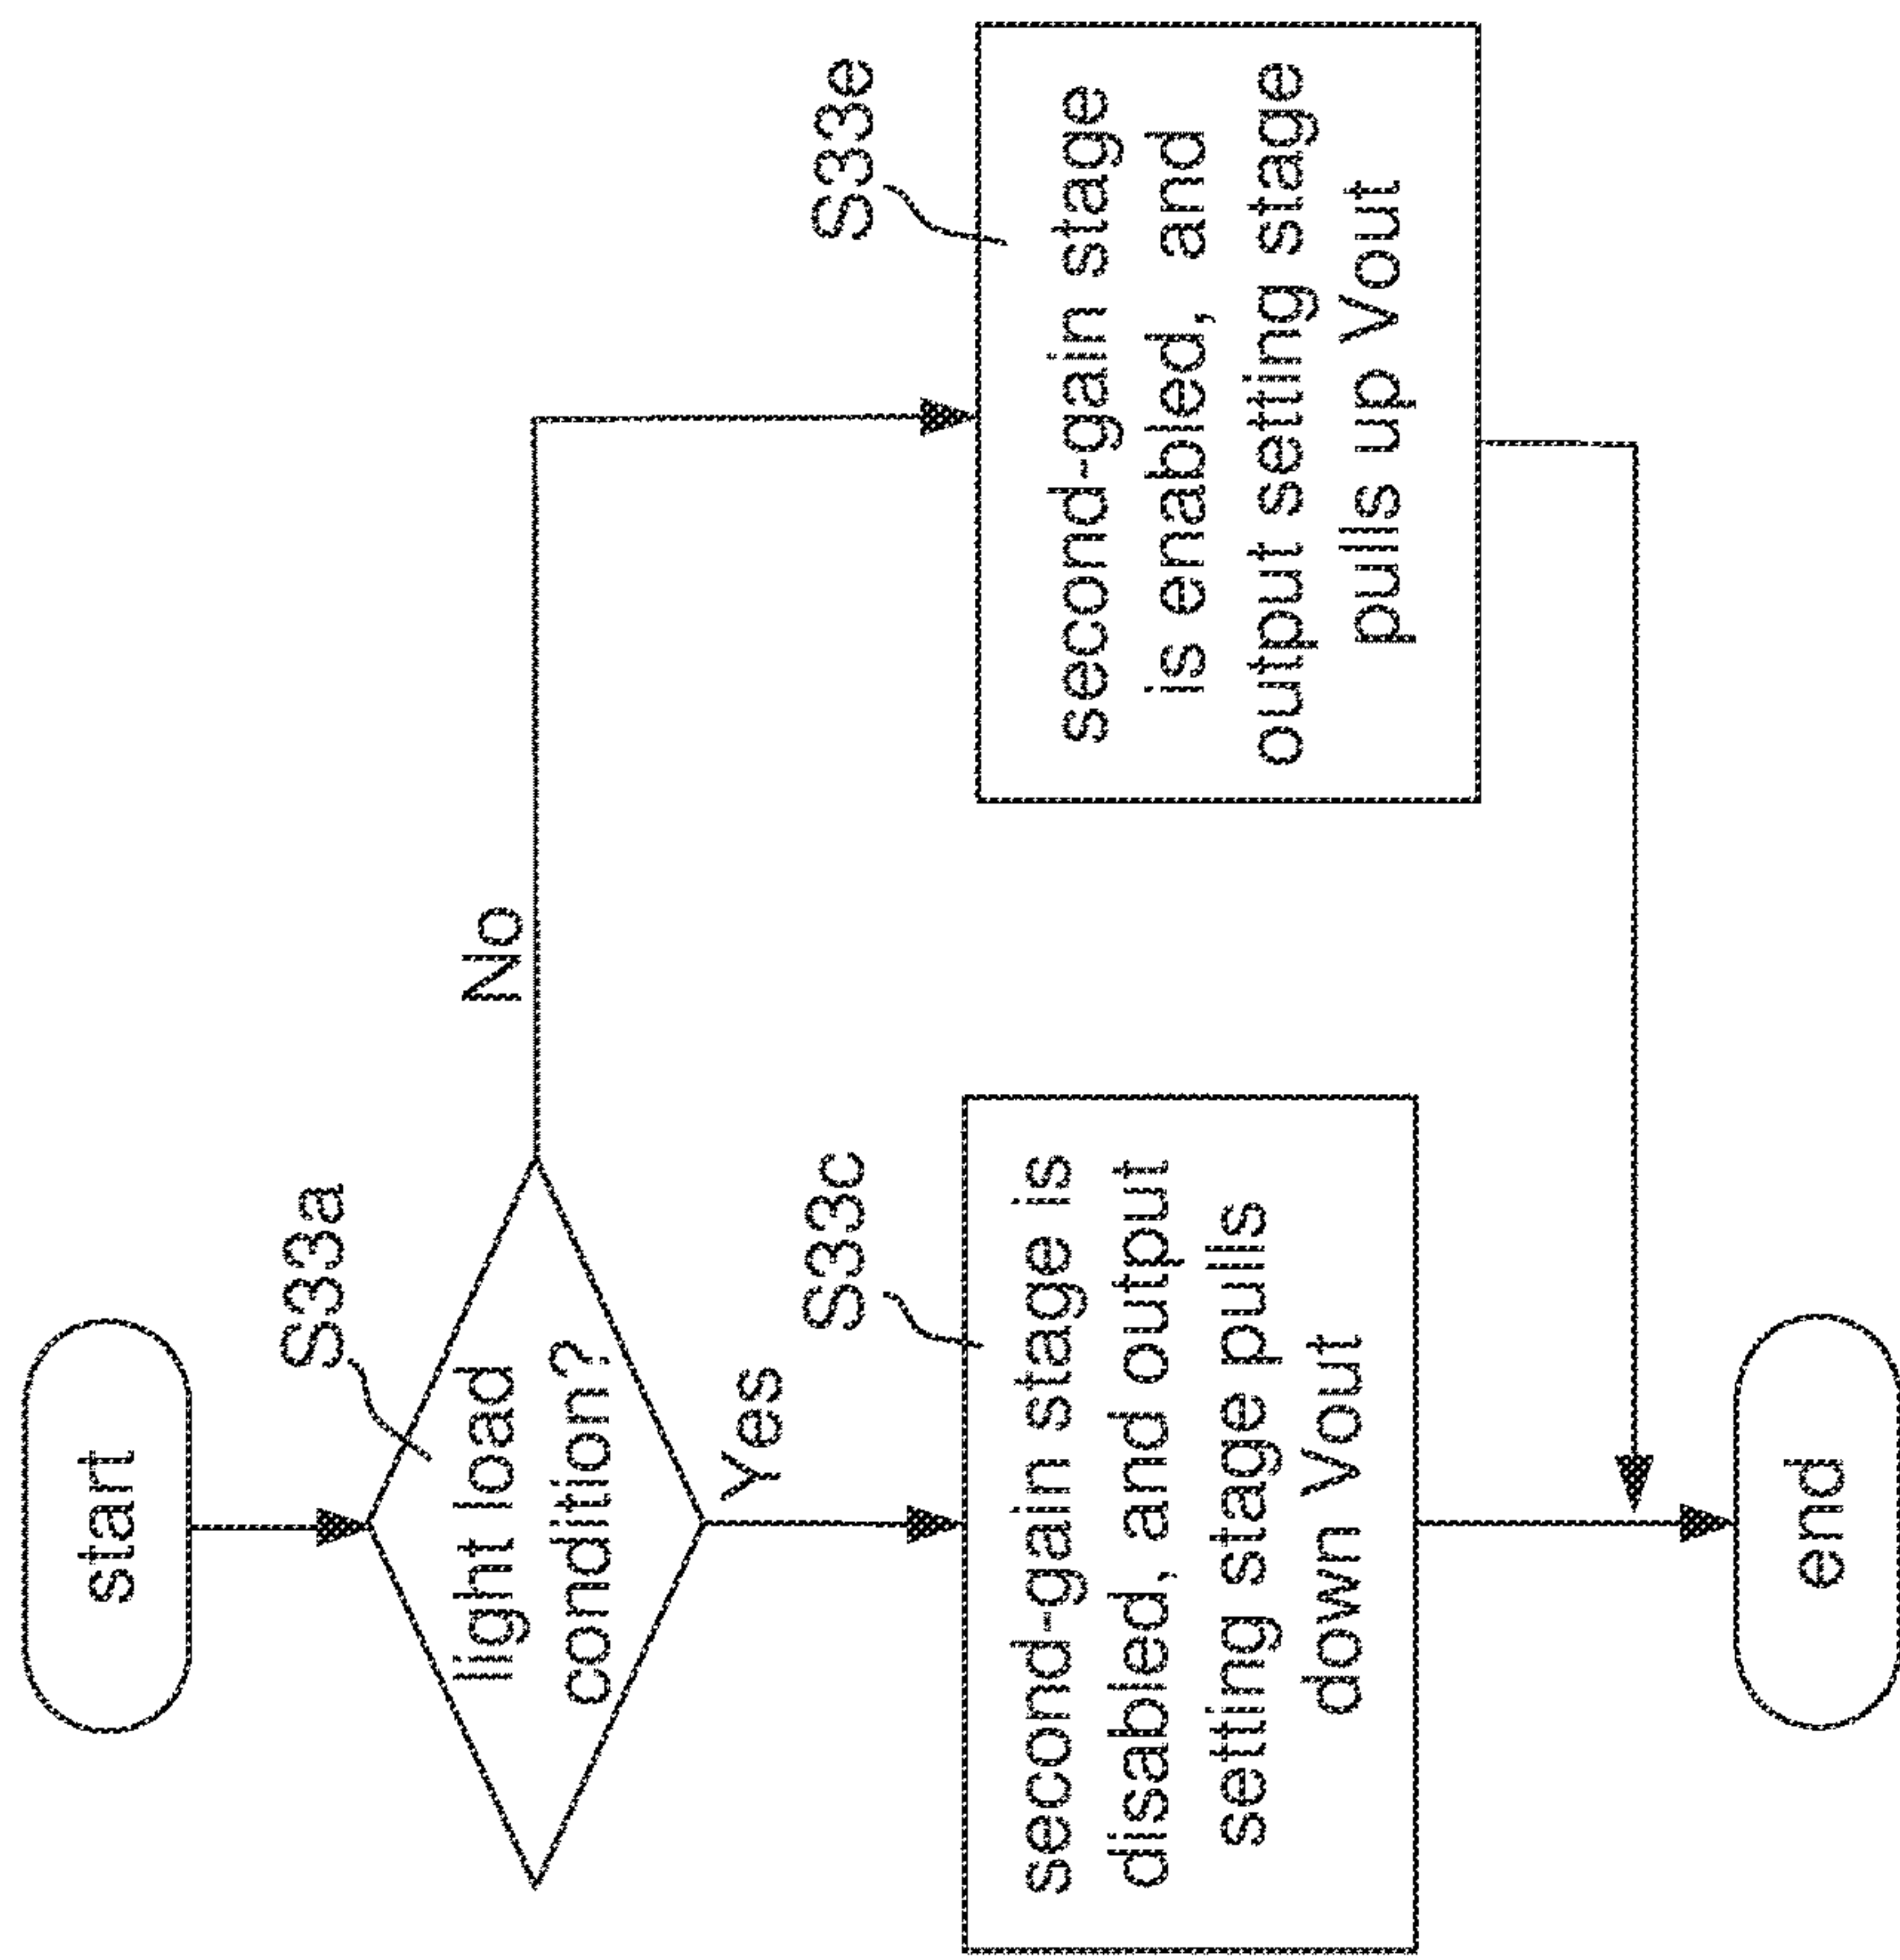 start
S33a
light load
condition?
No
Yes
S33c
second-gain stage is
disabled, and output
setting stage pulls
down Vout
S33e
second-gain stage
is enabled, and
output setting stage
pulls up Vout
end